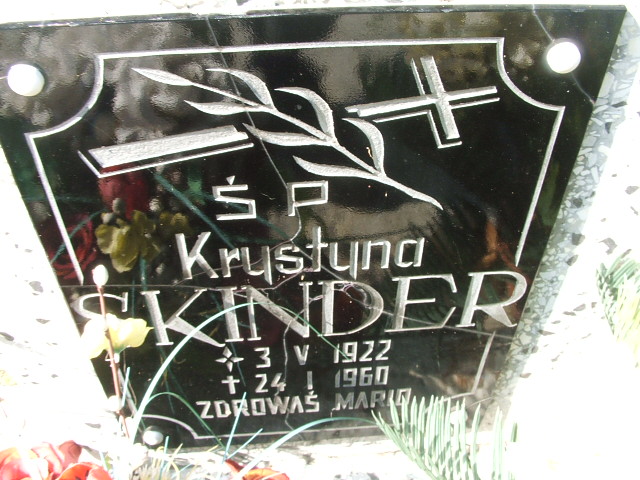 Ś P
Krystyna
SKINDER
3 V 1922
✝ 24 I 1960
ZDROWAŚ MARIO